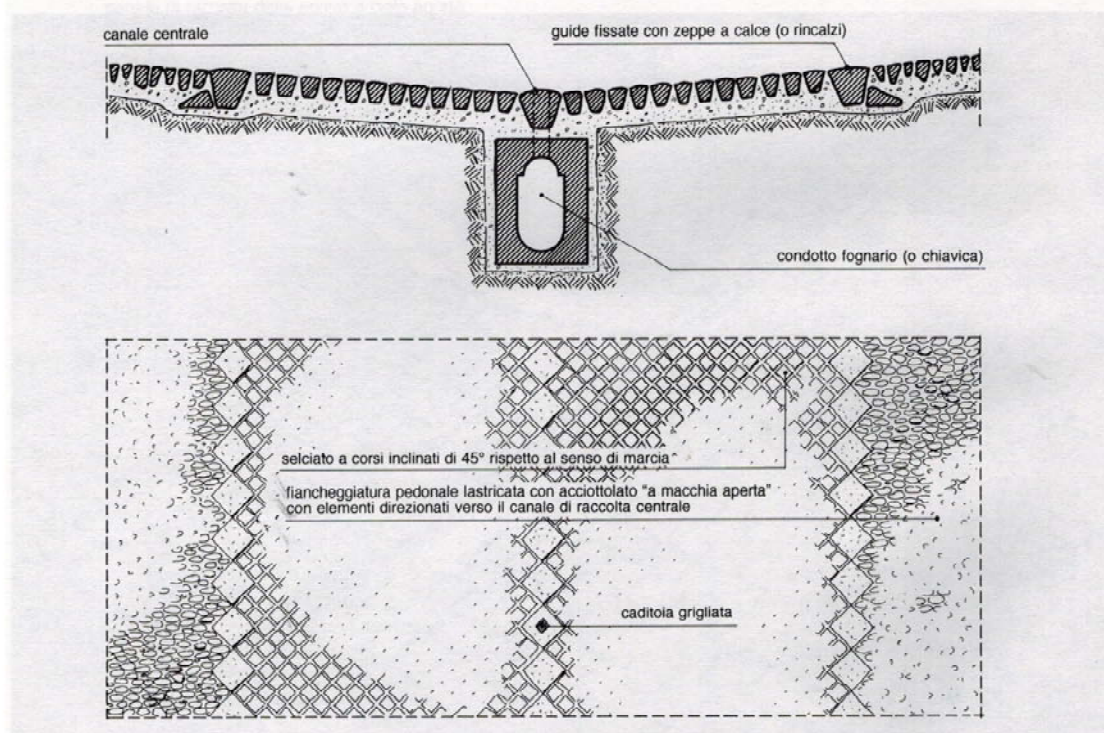 canale centrale
guide fissate con zeppe a calce (o rincalzi)
condotto fognario (o chiavica)
selciato a corsi inclinati di 45° rispetto al senso di marcia
fiancheggiatura pedonale lastricata con acciottolato "a macchia aperta"
con elementi direzionati verso il canale di raccolta centrale
caditoia grigliata